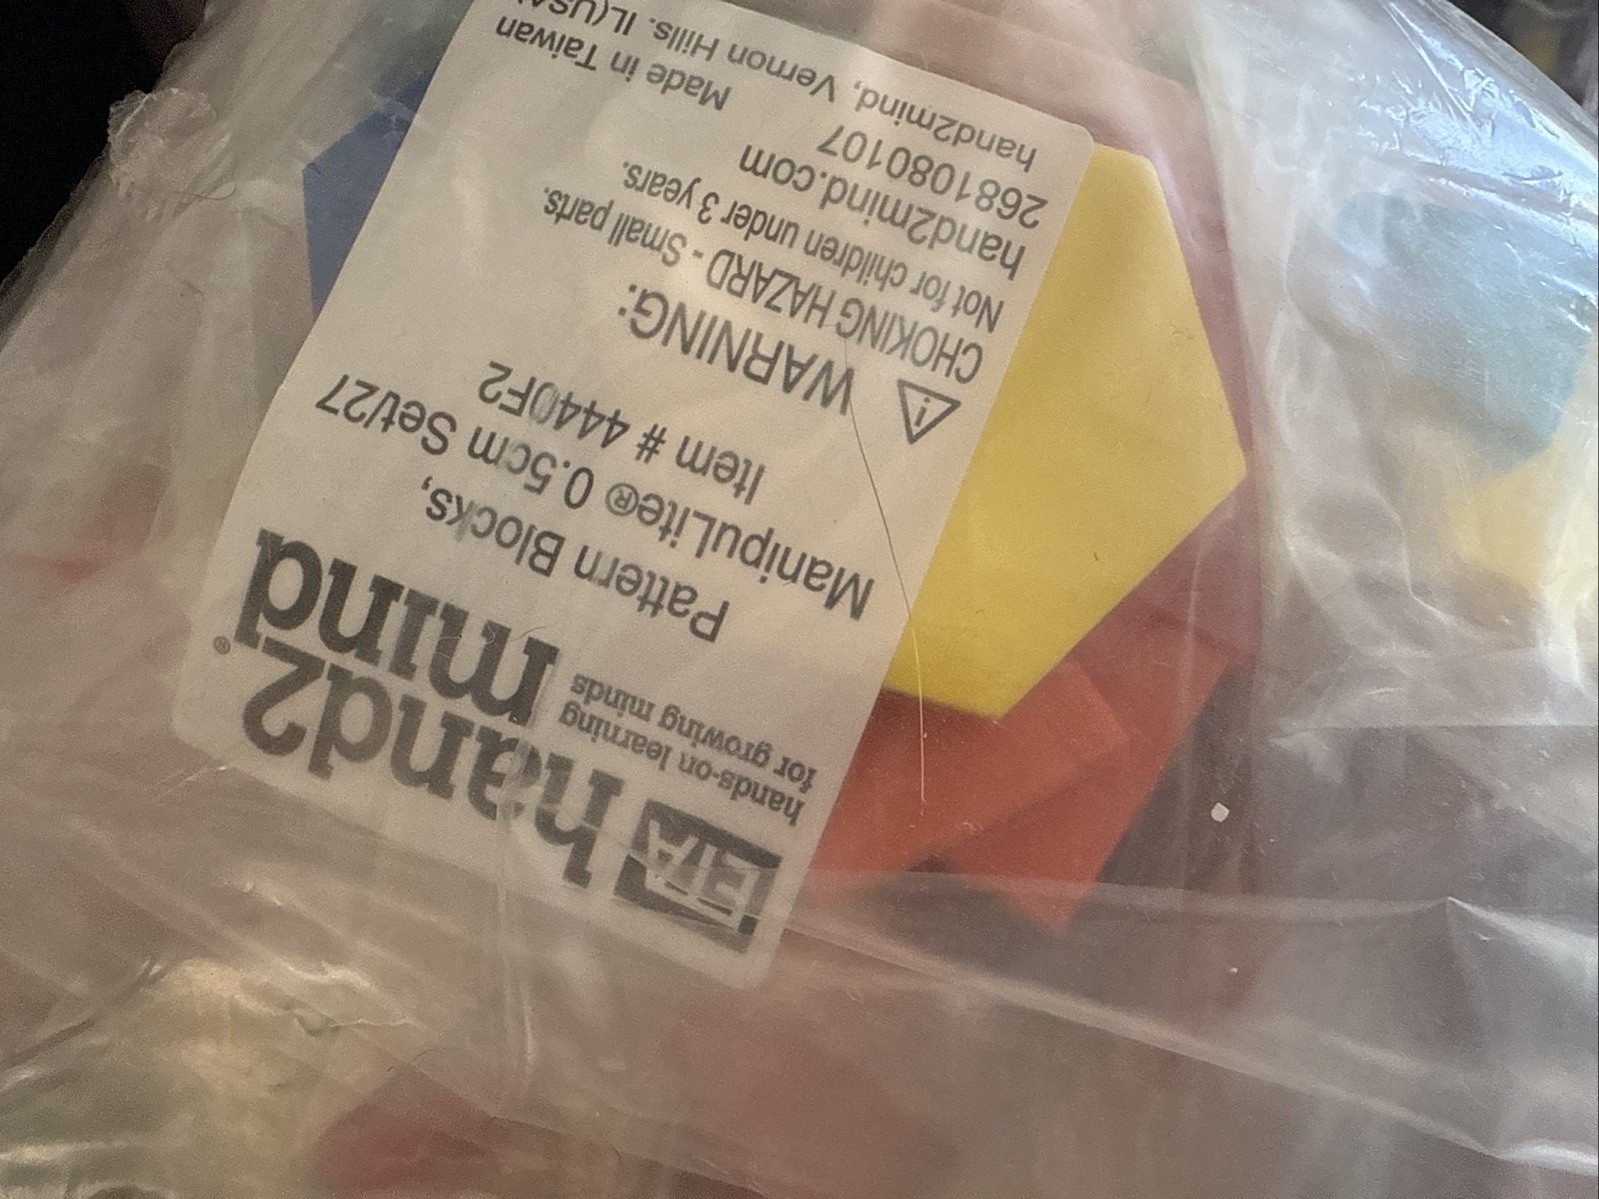 ETA
hand2
mind®
hands-on learning
for growing minds
Pattern Blocks,
ManipuLite® 0.5cm Set/27
Item # 4440F2
WARNING:
CHOKING HAZARD - Small parts.
Not for children under 3 years.
hand2mind.com
2681080107
Made in Taiwan
hand2mind, Vernon Hills, IL(USA)